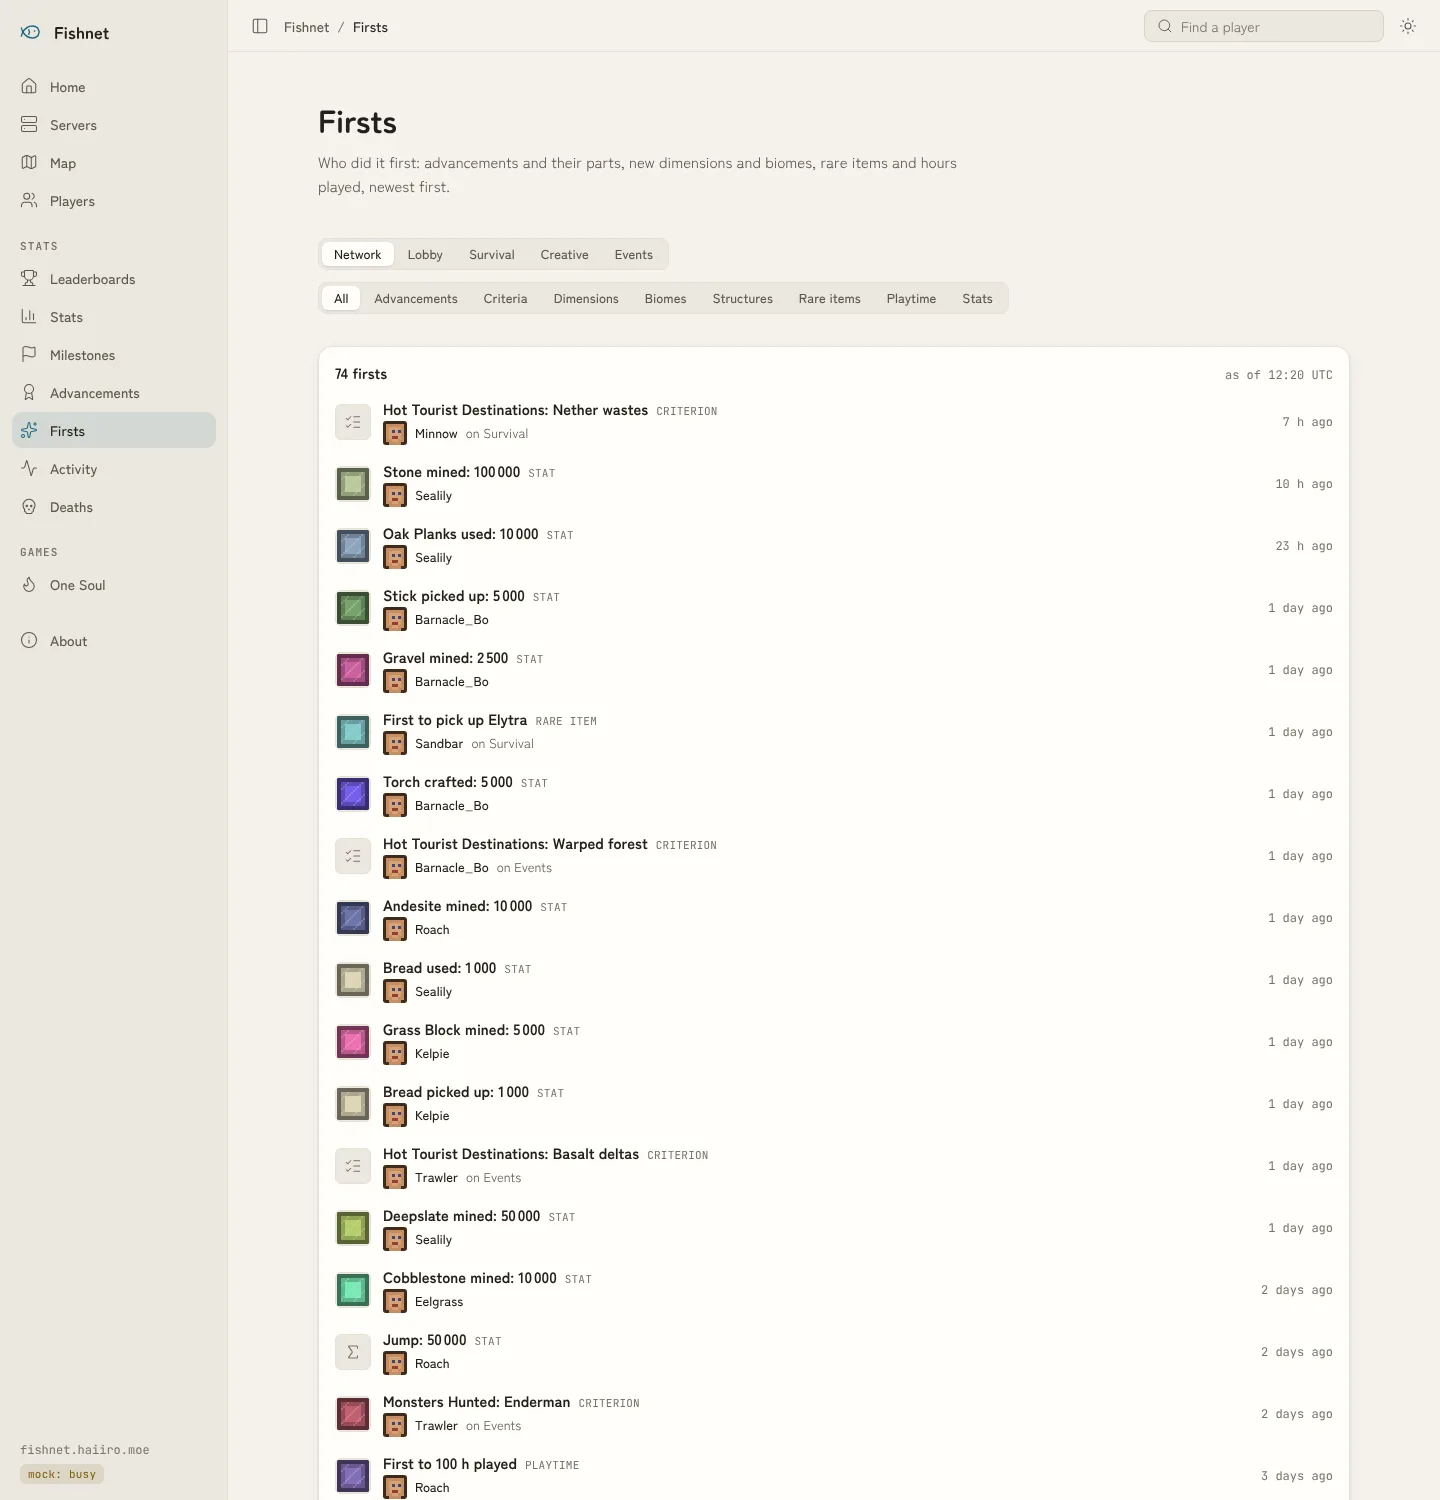 Fishnet
Home
Servers
Map
Players
STATS
Leaderboards
Stats
Milestones
Advancements
Firsts
Activity
Deaths
GAMES
One Soul
About
fishnet.haiiro.moe
mock: busy
Fishnet / Firsts
Find a player
Firsts
Who did it first: advancements and their parts, new dimensions and biomes, rare items and hours
played, newest first.
Network Lobby Survival Creative Events
All Advancements Criteria Dimensions Biomes Structures Rare items Playtime Stats
74 firsts as of 12:20 UTC
Hot Tourist Destinations: Nether wastes CRITERION
Minnow on Survival
7 h ago
Stone mined: 100 000 STAT
Sealily
10 h ago
Oak Planks used: 10 000 STAT
Sealily
23 h ago
Stick picked up: 5 000 STAT
Barnacle_Bo
1 day ago
Gravel mined: 2 500 STAT
Barnacle_Bo
1 day ago
First to pick up Elytra RARE ITEM
Sandbar on Survival
1 day ago
Torch crafted: 5 000 STAT
Barnacle_Bo
1 day ago
Hot Tourist Destinations: Warped forest CRITERION
Barnacle_Bo on Events
1 day ago
Andesite mined: 10 000 STAT
Roach
1 day ago
Bread used: 1 000 STAT
Sealily
1 day ago
Grass Block mined: 5 000 STAT
Kelpie
1 day ago
Bread picked up: 1 000 STAT
Kelpie
1 day ago
Hot Tourist Destinations: Basalt deltas CRITERION
Trawler on Events
1 day ago
Deepslate mined: 50 000 STAT
Sealily
1 day ago
Cobblestone mined: 10 000 STAT
Eelgrass
2 days ago
Jump: 50 000 STAT
Roach
2 days ago
Monsters Hunted: Enderman CRITERION
Trawler on Events
2 days ago
First to 100 h played PLAYTIME
Roach
3 days ago